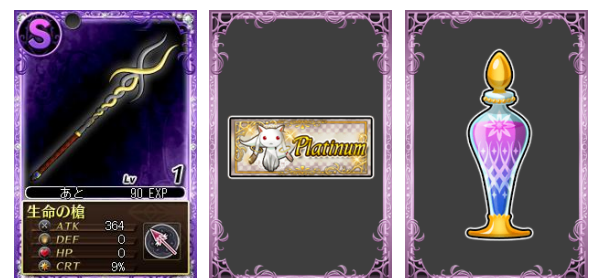 S
Lv 1
あと 90 EXP
生命の槍
ATK 364
DEF 0
HP 0
CRT 9%
Platinum